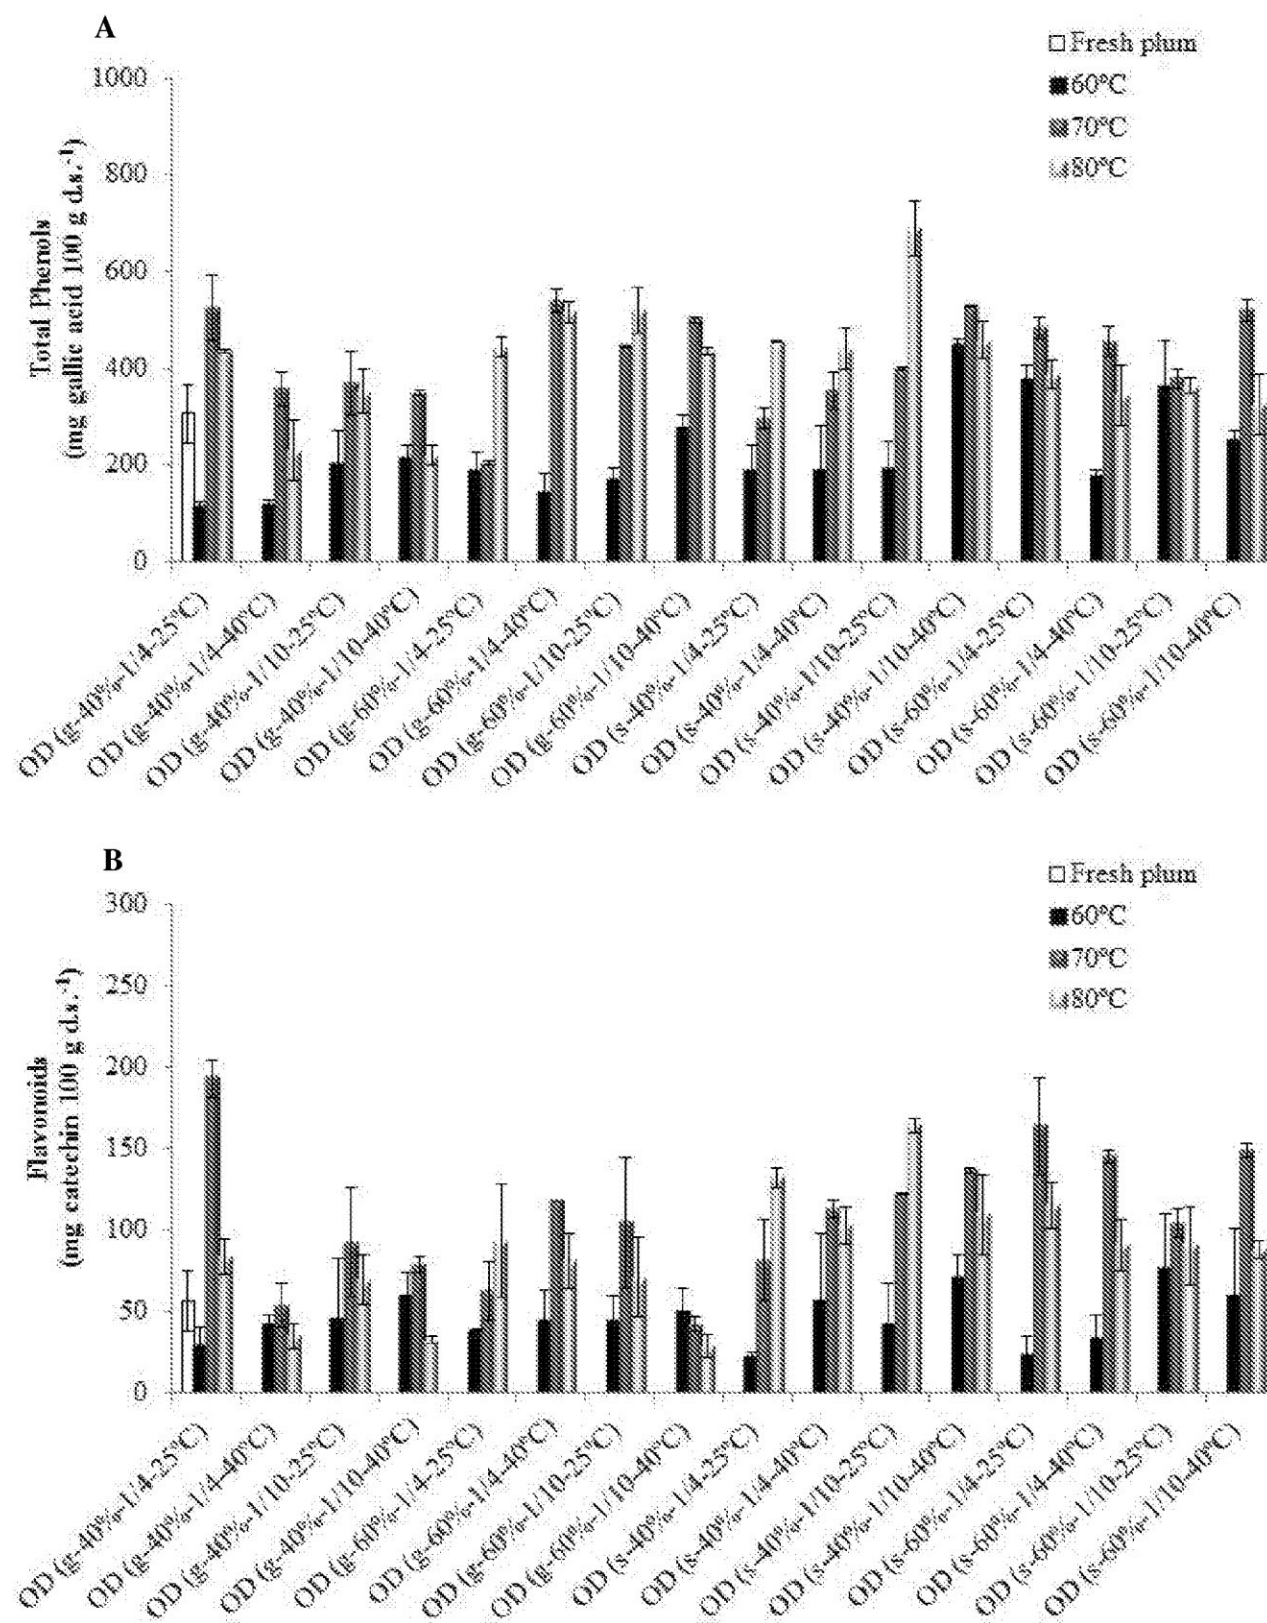 A
Fresh plum
60°C
70°C
80°C
1000
800
600
400
200
0
Total Phenols
(mg gallic acid 100 g d.s.-1)
OD (g-40%-1/4-25°C)
OD (g-40%-1/4-40°C)
OD (g-40%-1/10-25°C)
OD (g-40%-1/10-40°C)
OD (g-60%-1/4-25°C)
OD (g-60%-1/4-40°C)
OD (g-60%-1/10-25°C)
OD (g-60%-1/10-40°C)
OD (s-40%-1/4-25°C)
OD (s-40%-1/4-40°C)
OD (s-40%-1/10-25°C)
OD (s-40%-1/10-40°C)
OD (s-60%-1/4-25°C)
OD (s-60%-1/4-40°C)
OD (s-60%-1/10-25°C)
OD (s-60%-1/10-40°C)
B
Fresh plum
60°C
70°C
80°C
300
250
200
150
100
50
0
Flavonoids
(mg catechin 100 g d.s.-1)
OD (g-40%-1/4-25°C)
OD (g-40%-1/4-40°C)
OD (g-40%-1/10-25°C)
OD (g-40%-1/10-40°C)
OD (g-60%-1/4-25°C)
OD (g-60%-1/4-40°C)
OD (g-60%-1/10-25°C)
OD (g-60%-1/10-40°C)
OD (s-40%-1/4-25°C)
OD (s-40%-1/4-40°C)
OD (s-40%-1/10-25°C)
OD (s-40%-1/10-40°C)
OD (s-60%-1/4-25°C)
OD (s-60%-1/4-40°C)
OD (s-60%-1/10-25°C)
OD (s-60%-1/10-40°C)